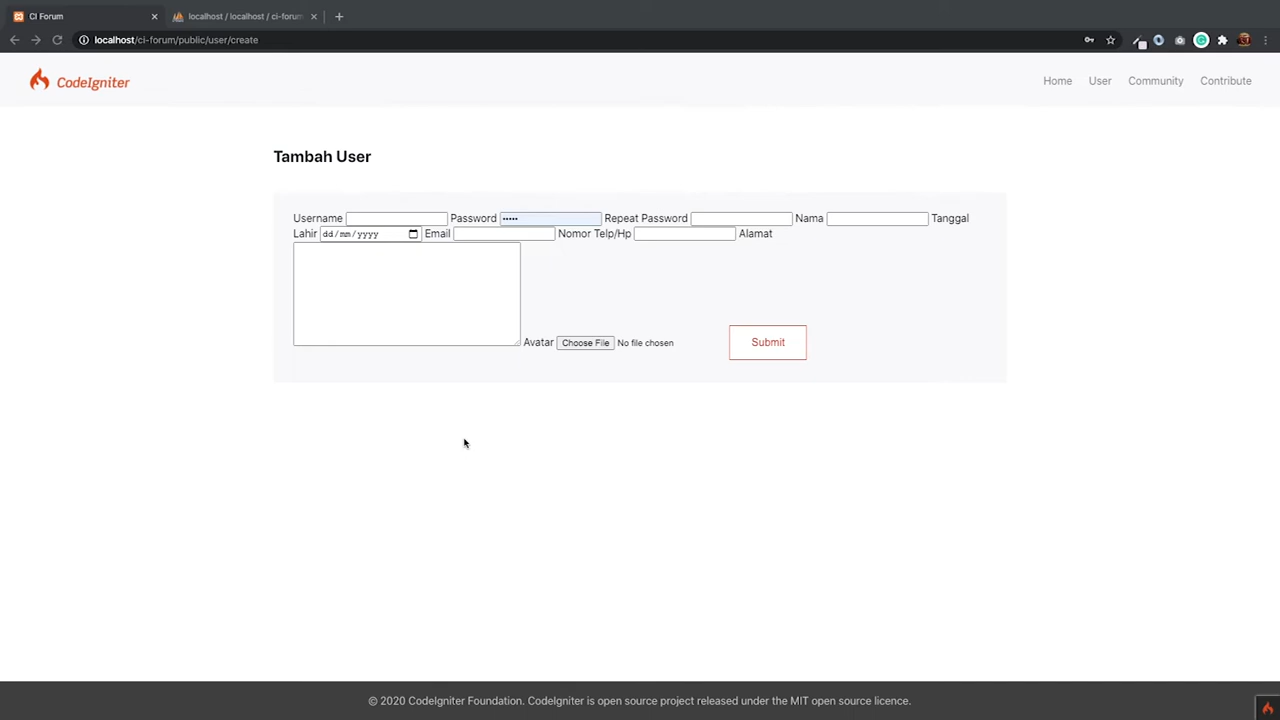 CI Forum
localhost / localhost / ci-forum
localhost/ci-forum/public/user/create
CodeIgniter
Home User Community Contribute
Tambah User
Username Password ••••• Repeat Password Nama Tanggal
Lahir dd/mm/yyyy Email Nomor Telp/Hp Alamat
Avatar Choose File No file chosen Submit
© 2020 CodeIgniter Foundation. CodeIgniter is open source project released under the MIT open source licence.